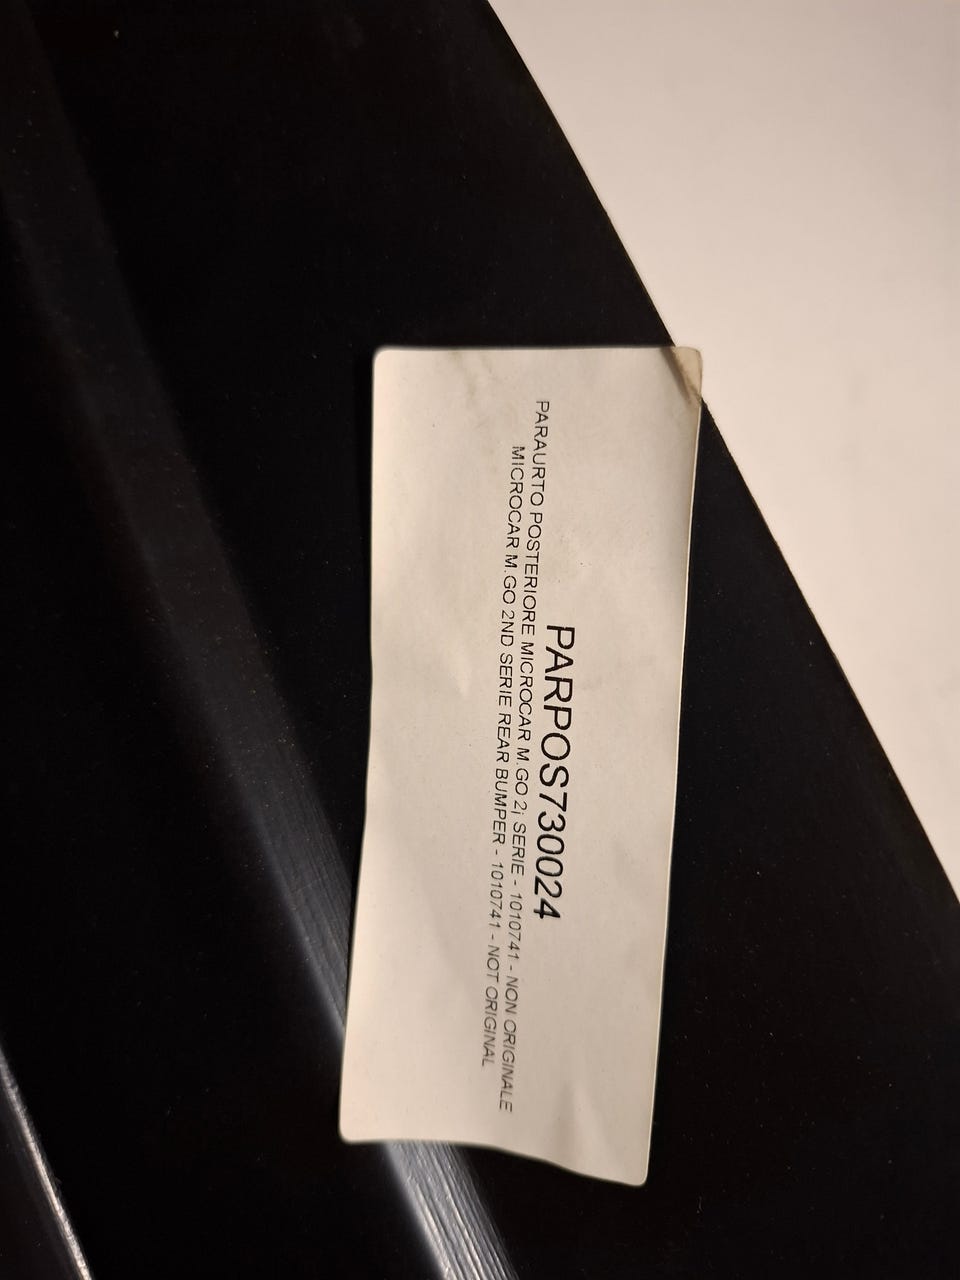 PARPOS730024
PARAURTO POSTERIORE MICROCAR M.GO 2¡ SERIE - 1010741 - NON ORIGINALE
MICROCAR M.GO 2ND SERIE REAR BUMPER - 1010741 - NOT ORIGINAL